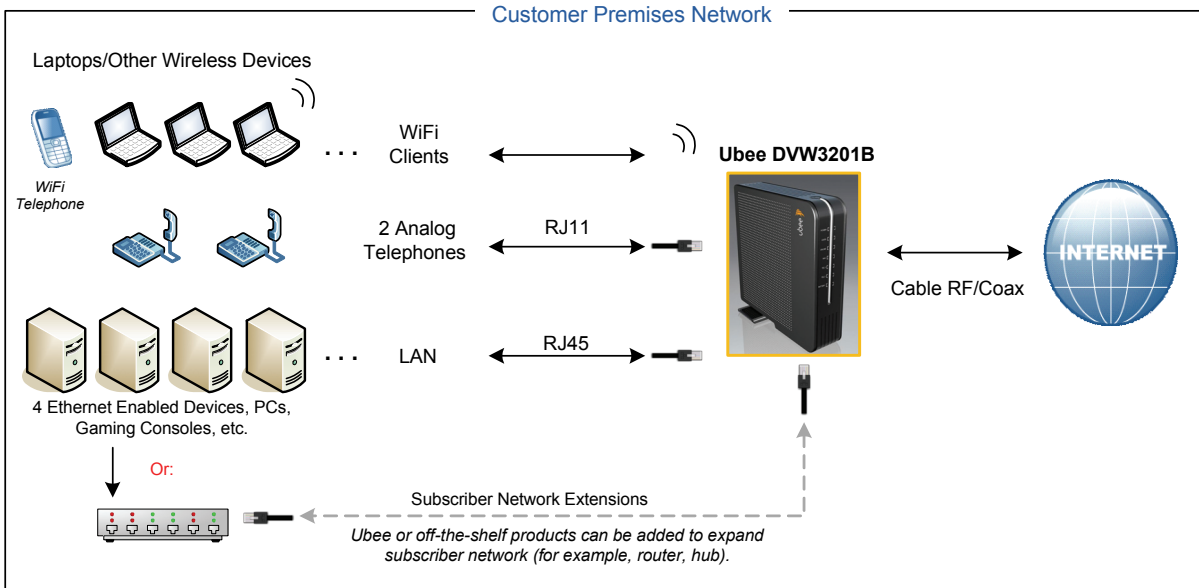 Customer Premises Network
Laptops/Other Wireless Devices
WiFi
Telephone
. . .
WiFi
Clients
Ubee DVW3201B
2 Analog
Telephones
RJ11
ubee
Cable RF/Coax
INTERNET
. . .
LAN
RJ45
4 Ethernet Enabled Devices, PCs,
Gaming Consoles, etc.
Or:
Subscriber Network Extensions
Ubee or off-the-shelf products can be added to expand
subscriber network (for example, router, hub).